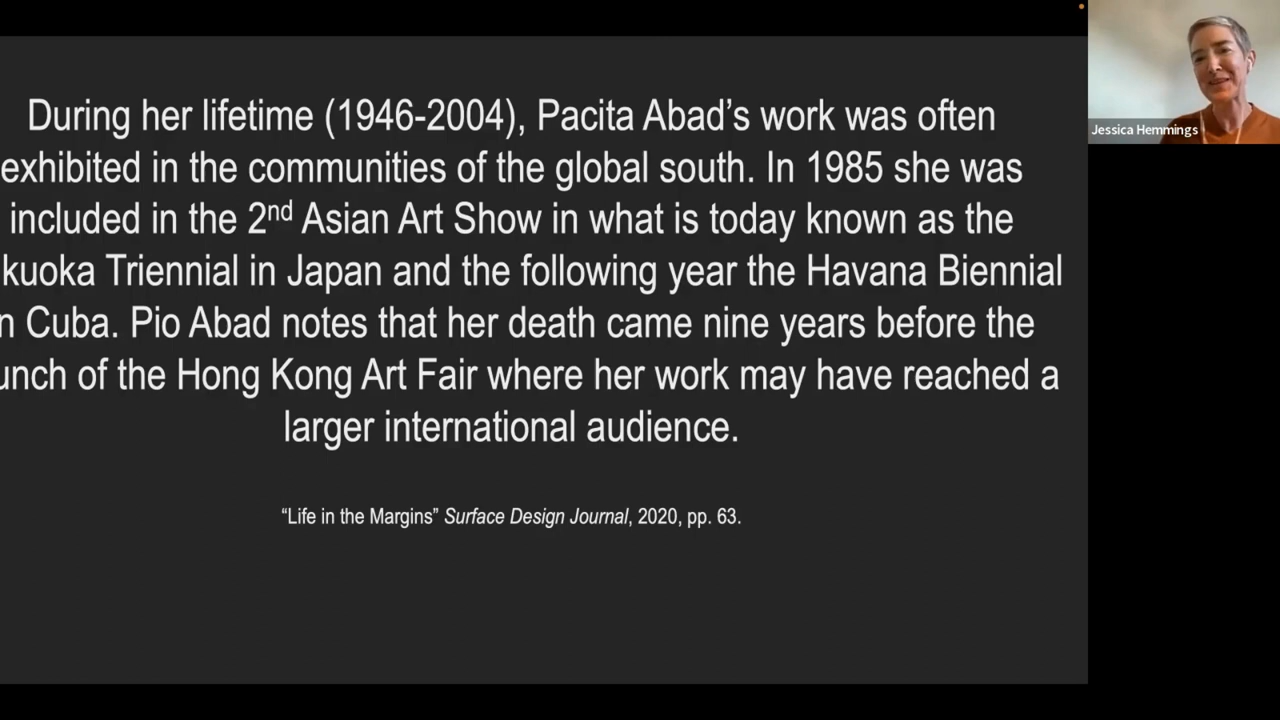 During her lifetime (1946-2004), Pacita Abad’s work was often
exhibited in the communities of the global south. In 1985 she was
included in the 2nd Asian Art Show in what is today known as the
kuoka Triennial in Japan and the following year the Havana Biennial
n Cuba. Pio Abad notes that her death came nine years before the
unch of the Hong Kong Art Fair where her work may have reached a
larger international audience.
“Life in the Margins” Surface Design Journal, 2020, pp. 63.
Jessica Hemmings